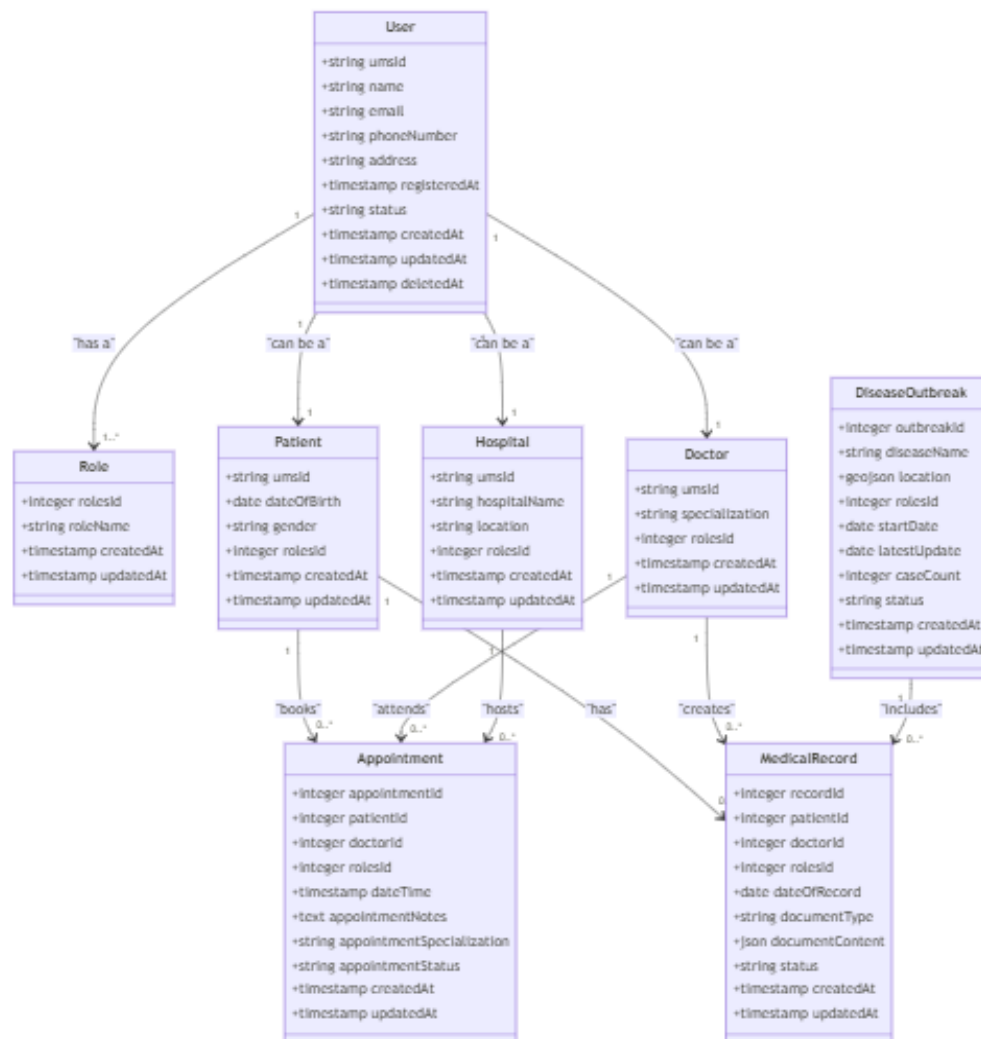 User
+string umsId
+string name
+string email
+string phoneNumber
+string address
+timestamp registeredAt
+string status
+timestamp createdAt
+timestamp updatedAt
+timestamp deletedAt
1
1
1
"has a"
"can be a"
"can be a"
"can be a"
1..*
1
1
1
Role
+integer rolesId
+string roleName
+timestamp createdAt
+timestamp updatedAt
Patient
+string umsId
+date dateOfBirth
+string gender
+integer rolesId
+timestamp createdAt
+timestamp updatedAt
Hospital
+string umsId
+string hospitalName
+string location
+integer rolesId
+timestamp createdAt
+timestamp updatedAt
Doctor
+string umsId
+string specialization
+integer rolesId
+timestamp createdAt
+timestamp updatedAt
DiseaseOutbreak
+integer outbreakId
+string diseaseName
+geojson location
+integer rolesId
+date startDate
+date latestUpdate
+integer caseCount
+string status
+timestamp createdAt
+timestamp updatedAt
1
1
1
1
1
1
"books"
"attends"
"hosts"
"has"
"creates"
"includes"
0..*
0..*
0..*
0..*
0..*
Appointment
+integer appointmentId
+integer patientId
+integer doctorId
+integer rolesId
+timestamp dateTime
+text appointmentNotes
+string appointmentSpecialization
+string appointmentStatus
+timestamp createdAt
+timestamp updatedAt
MedicalRecord
+integer recordId
+integer patientId
+integer doctorId
+integer rolesId
+date dateOfRecord
+string documentType
+json documentContent
+string status
+timestamp createdAt
+timestamp updatedAt